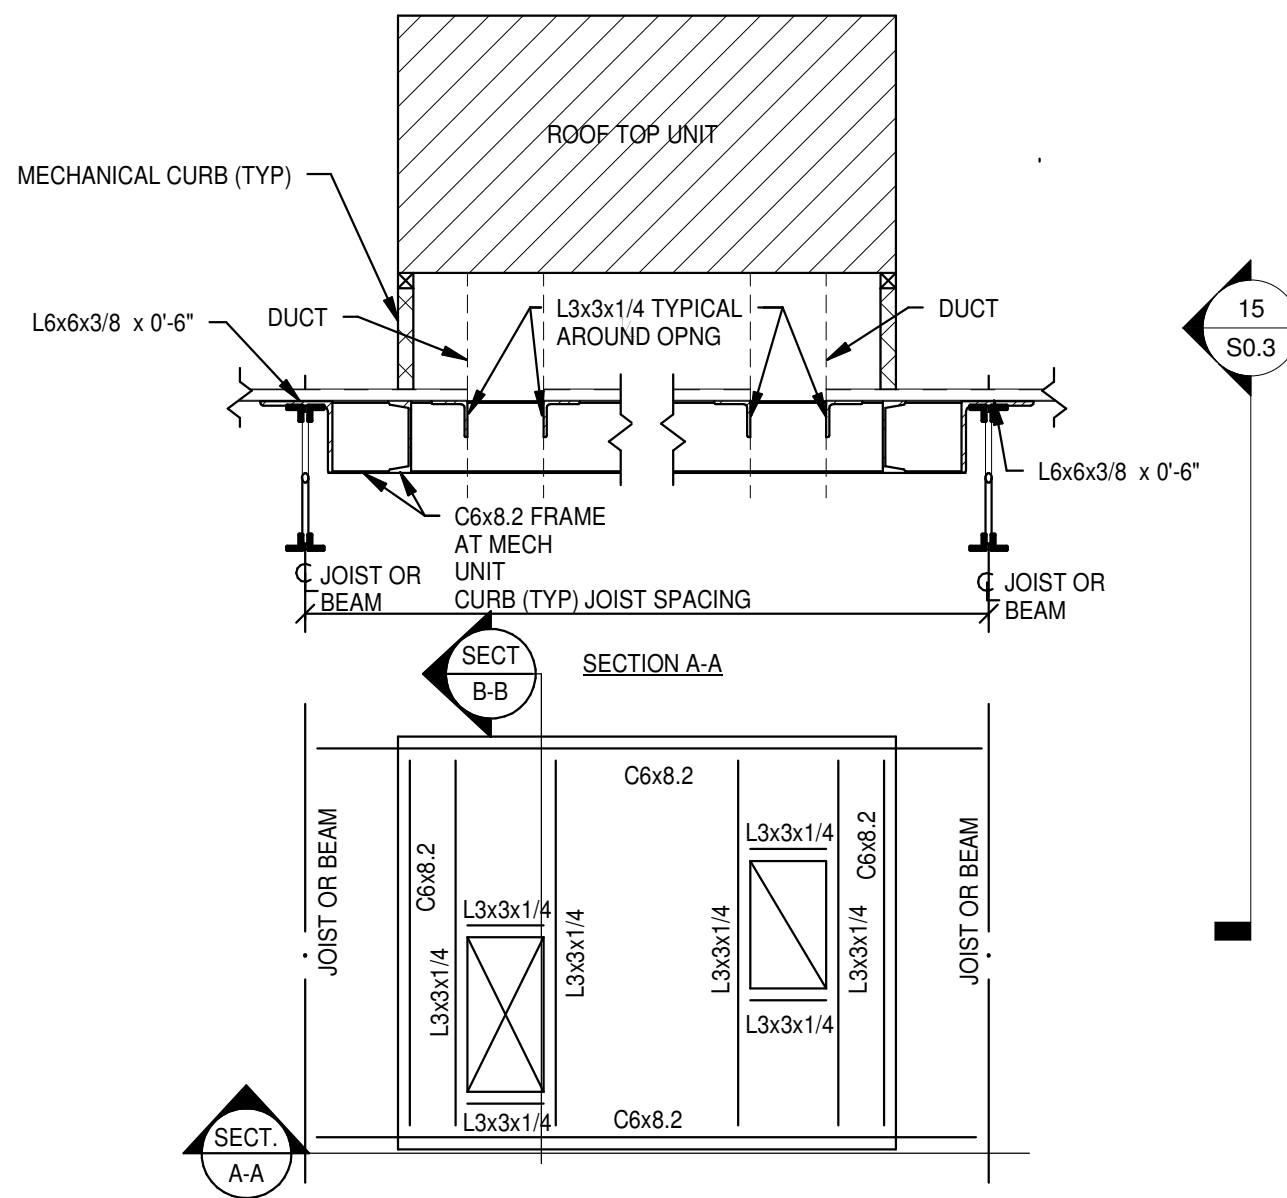 ROOF TOP UNIT
MECHANICAL CURB (TYP)
L6x6x3/8 x 0'-6"
DUCT
L3x3x1/4 TYPICAL
AROUND OPNG
DUCT
15
S0.3
L6x6x3/8 x 0'-6"
C6x8.2 FRAME
AT MECH
UNIT
CURB (TYP) JOIST SPACING
℄ JOIST OR
BEAM
℄ JOIST OR
BEAM
SECT
B-B
SECTION A-A
C6x8.2
JOIST OR BEAM
C6x8.2
L3x3x1/4
L3x3x1/4
L3x3x1/4
L3x3x1/4
L3x3x1/4
L3x3x1/4
L3x3x1/4
L3x3x1/4
C6x8.2
JOIST OR BEAM
C6x8.2
SECT.
A-A